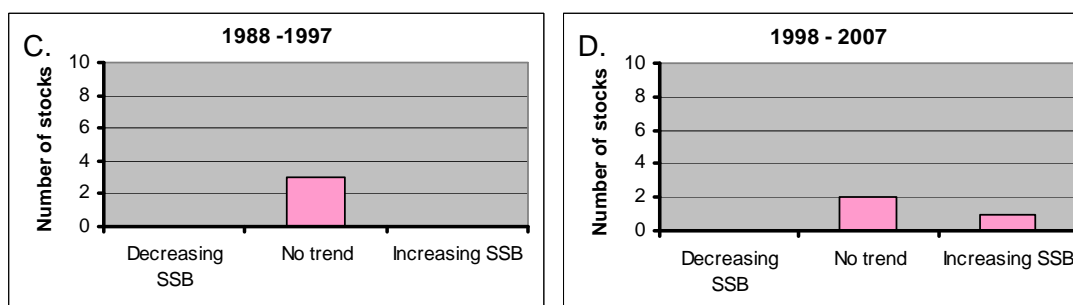 C.
1988 -1997
Number of stocks
10
8
6
4
2
0
Decreasing
SSB
No trend
Increasing SSB
D.
1998 - 2007
Number of stocks
10
8
6
4
2
0
Decreasing
SSB
No trend
Increasing SSB